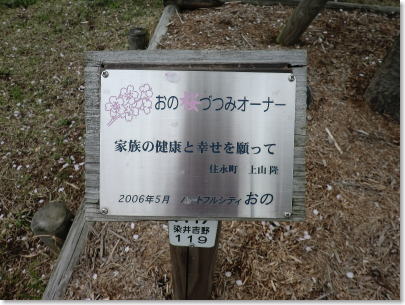 おの桜づつみオーナー
家族の健康と幸せを願って
住永町 上山 隆
2006年5月 ハートフルシティ おの
染井吉野
119